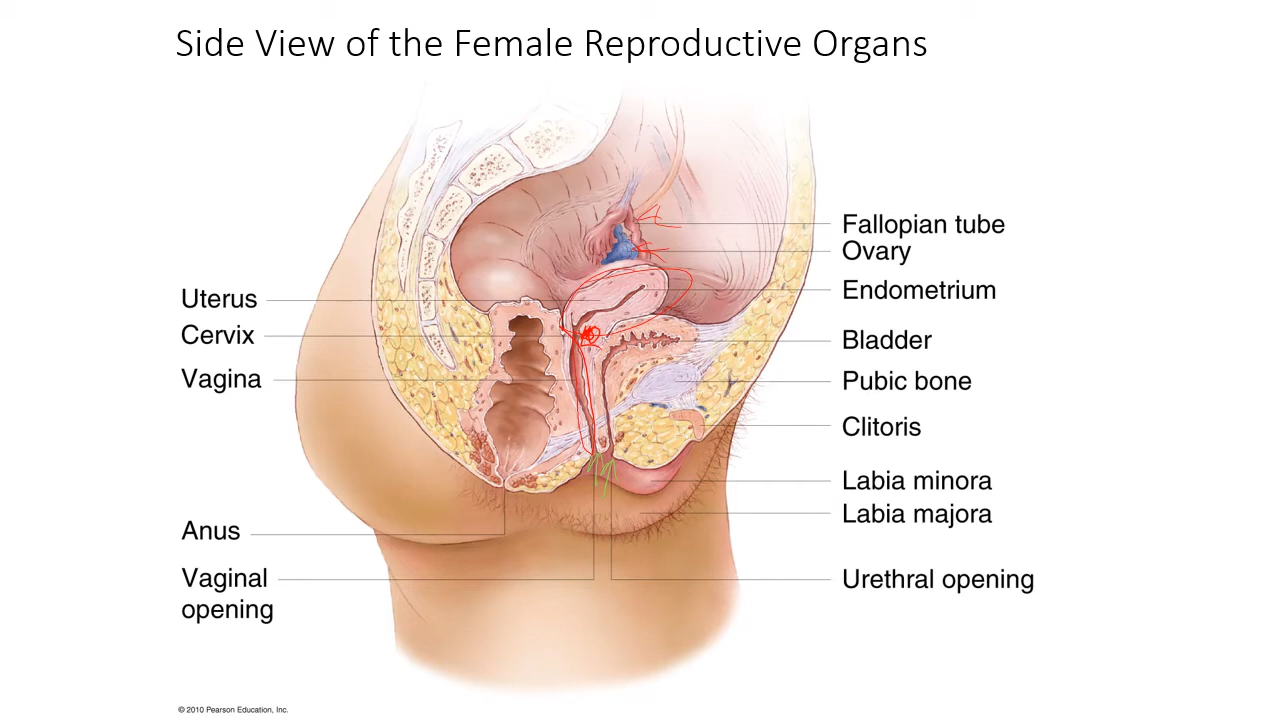 Side View of the Female Reproductive Organs
Uterus
Cervix
Vagina
Anus
Vaginal
opening
Fallopian tube
Ovary
Endometrium
Bladder
Pubic bone
Clitoris
Labia minora
Labia majora
Urethral opening
© 2010 Pearson Education, Inc.